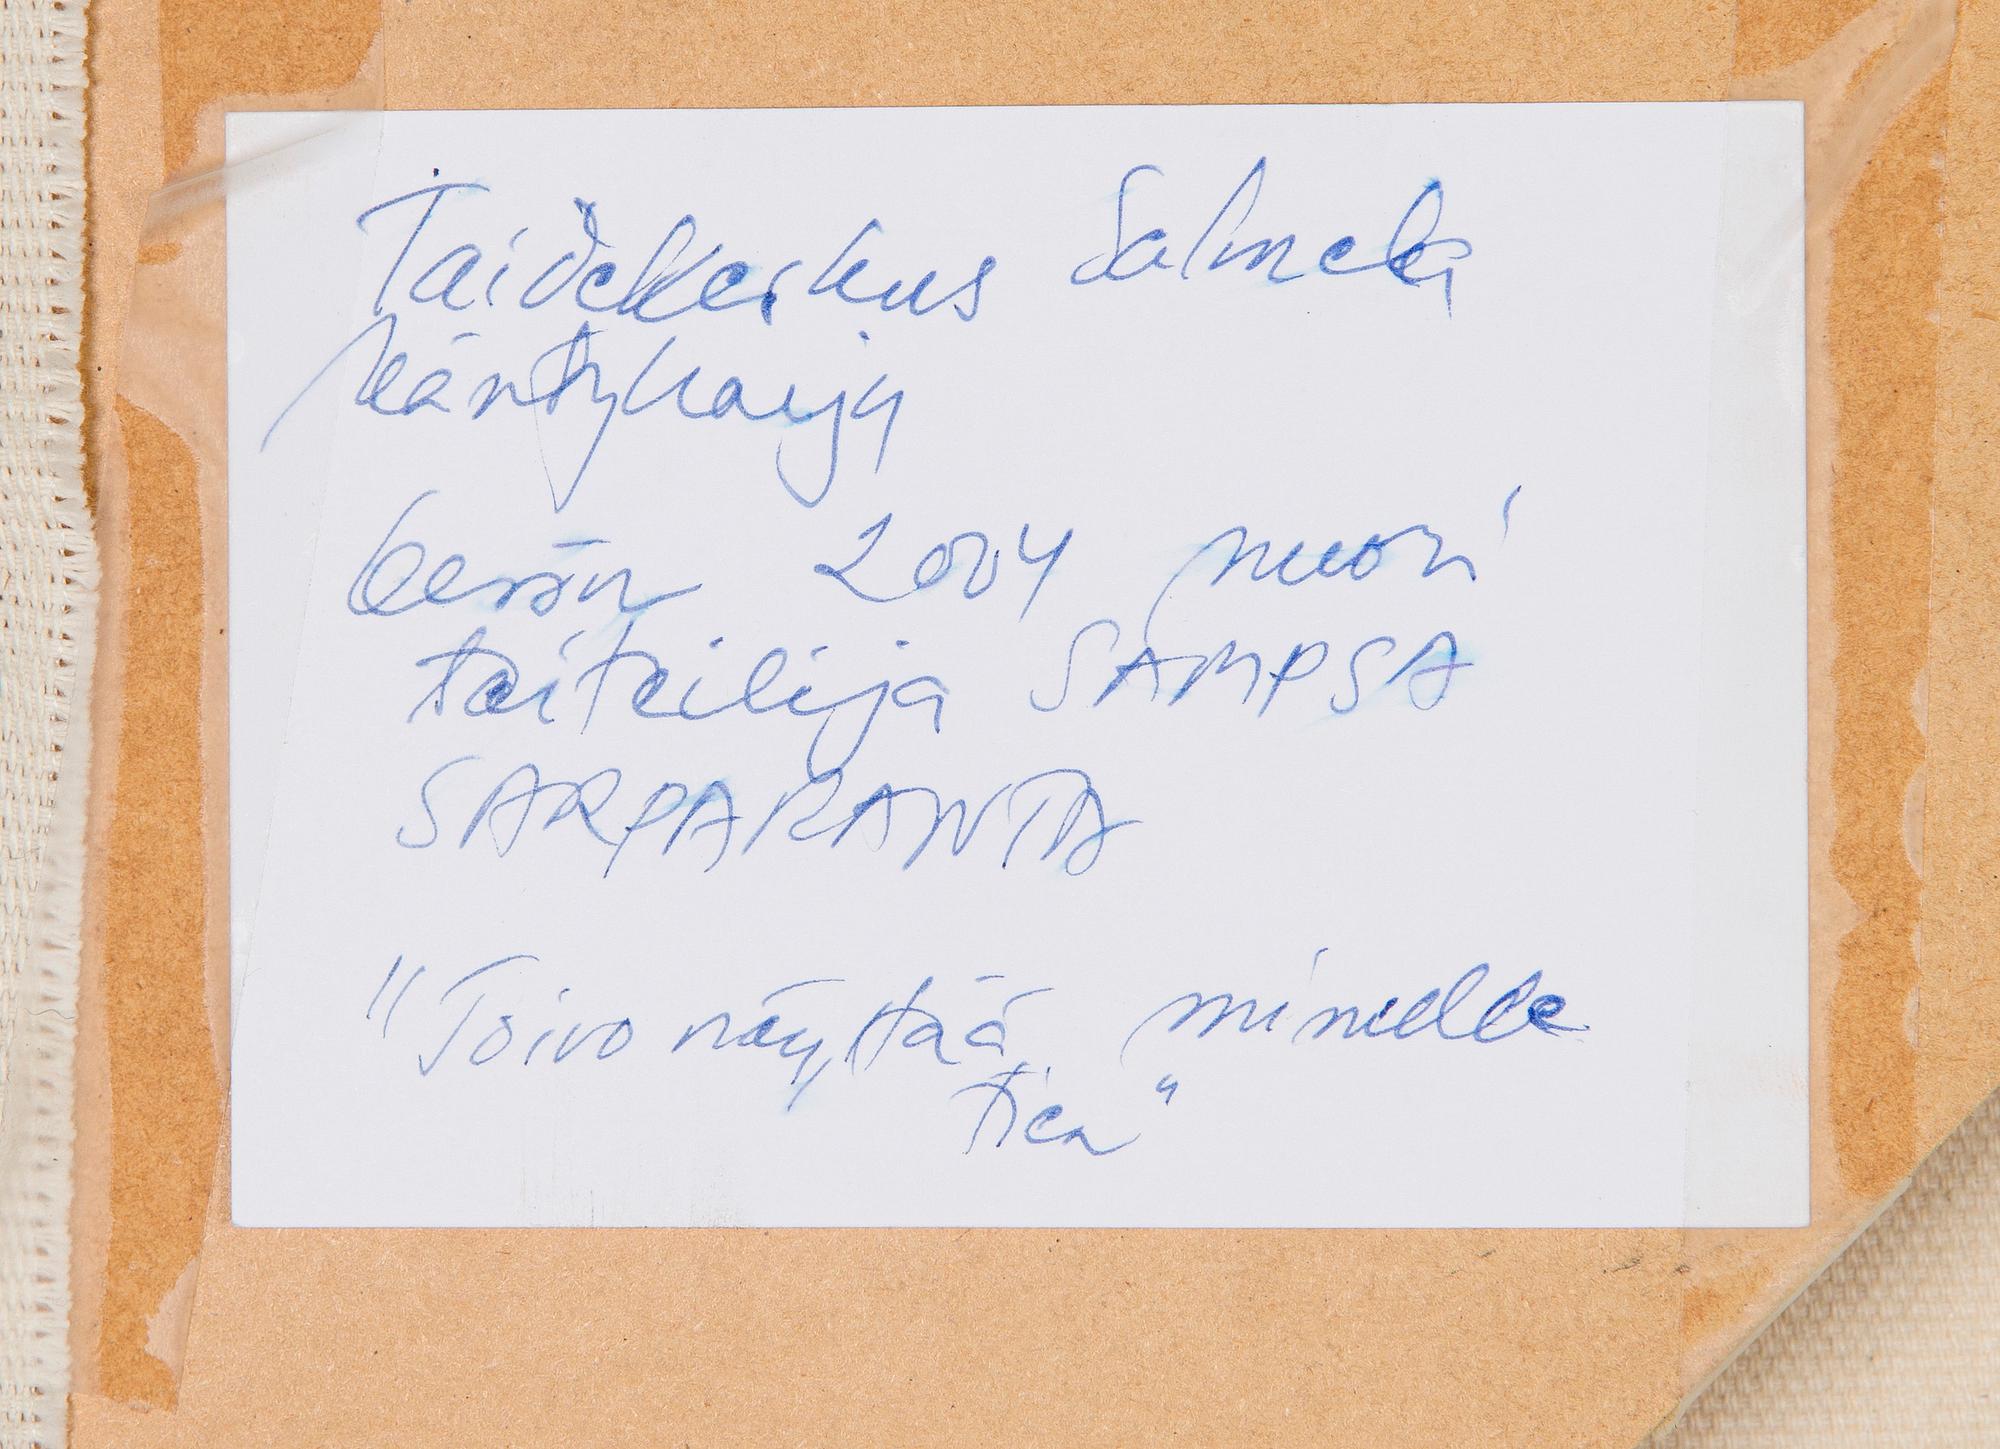 Taidekeskus Salmela
Mäntyharju
kesän 2004 nuori
taiteilija SAMPSA
SARPARANTA
"Toivo näyttää minulle
tien"